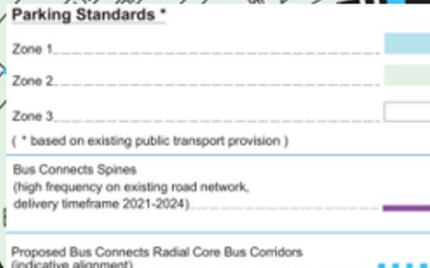 Parking Standards *
Zone 1
Zone 2
Zone 3
( * based on existing public transport provision )
Bus Connects Spines
(high frequency on existing road network,
delivery timeframe 2021-2024)
Proposed Bus Connects Radial Core Bus Corridors
(indicative alignment)